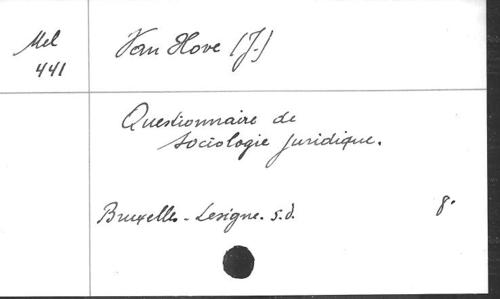 Mel
441
Van Hove (J.)
Questionnaire de
sociologie juridique.
Bruxelles - Lesigne. s.d. 8°